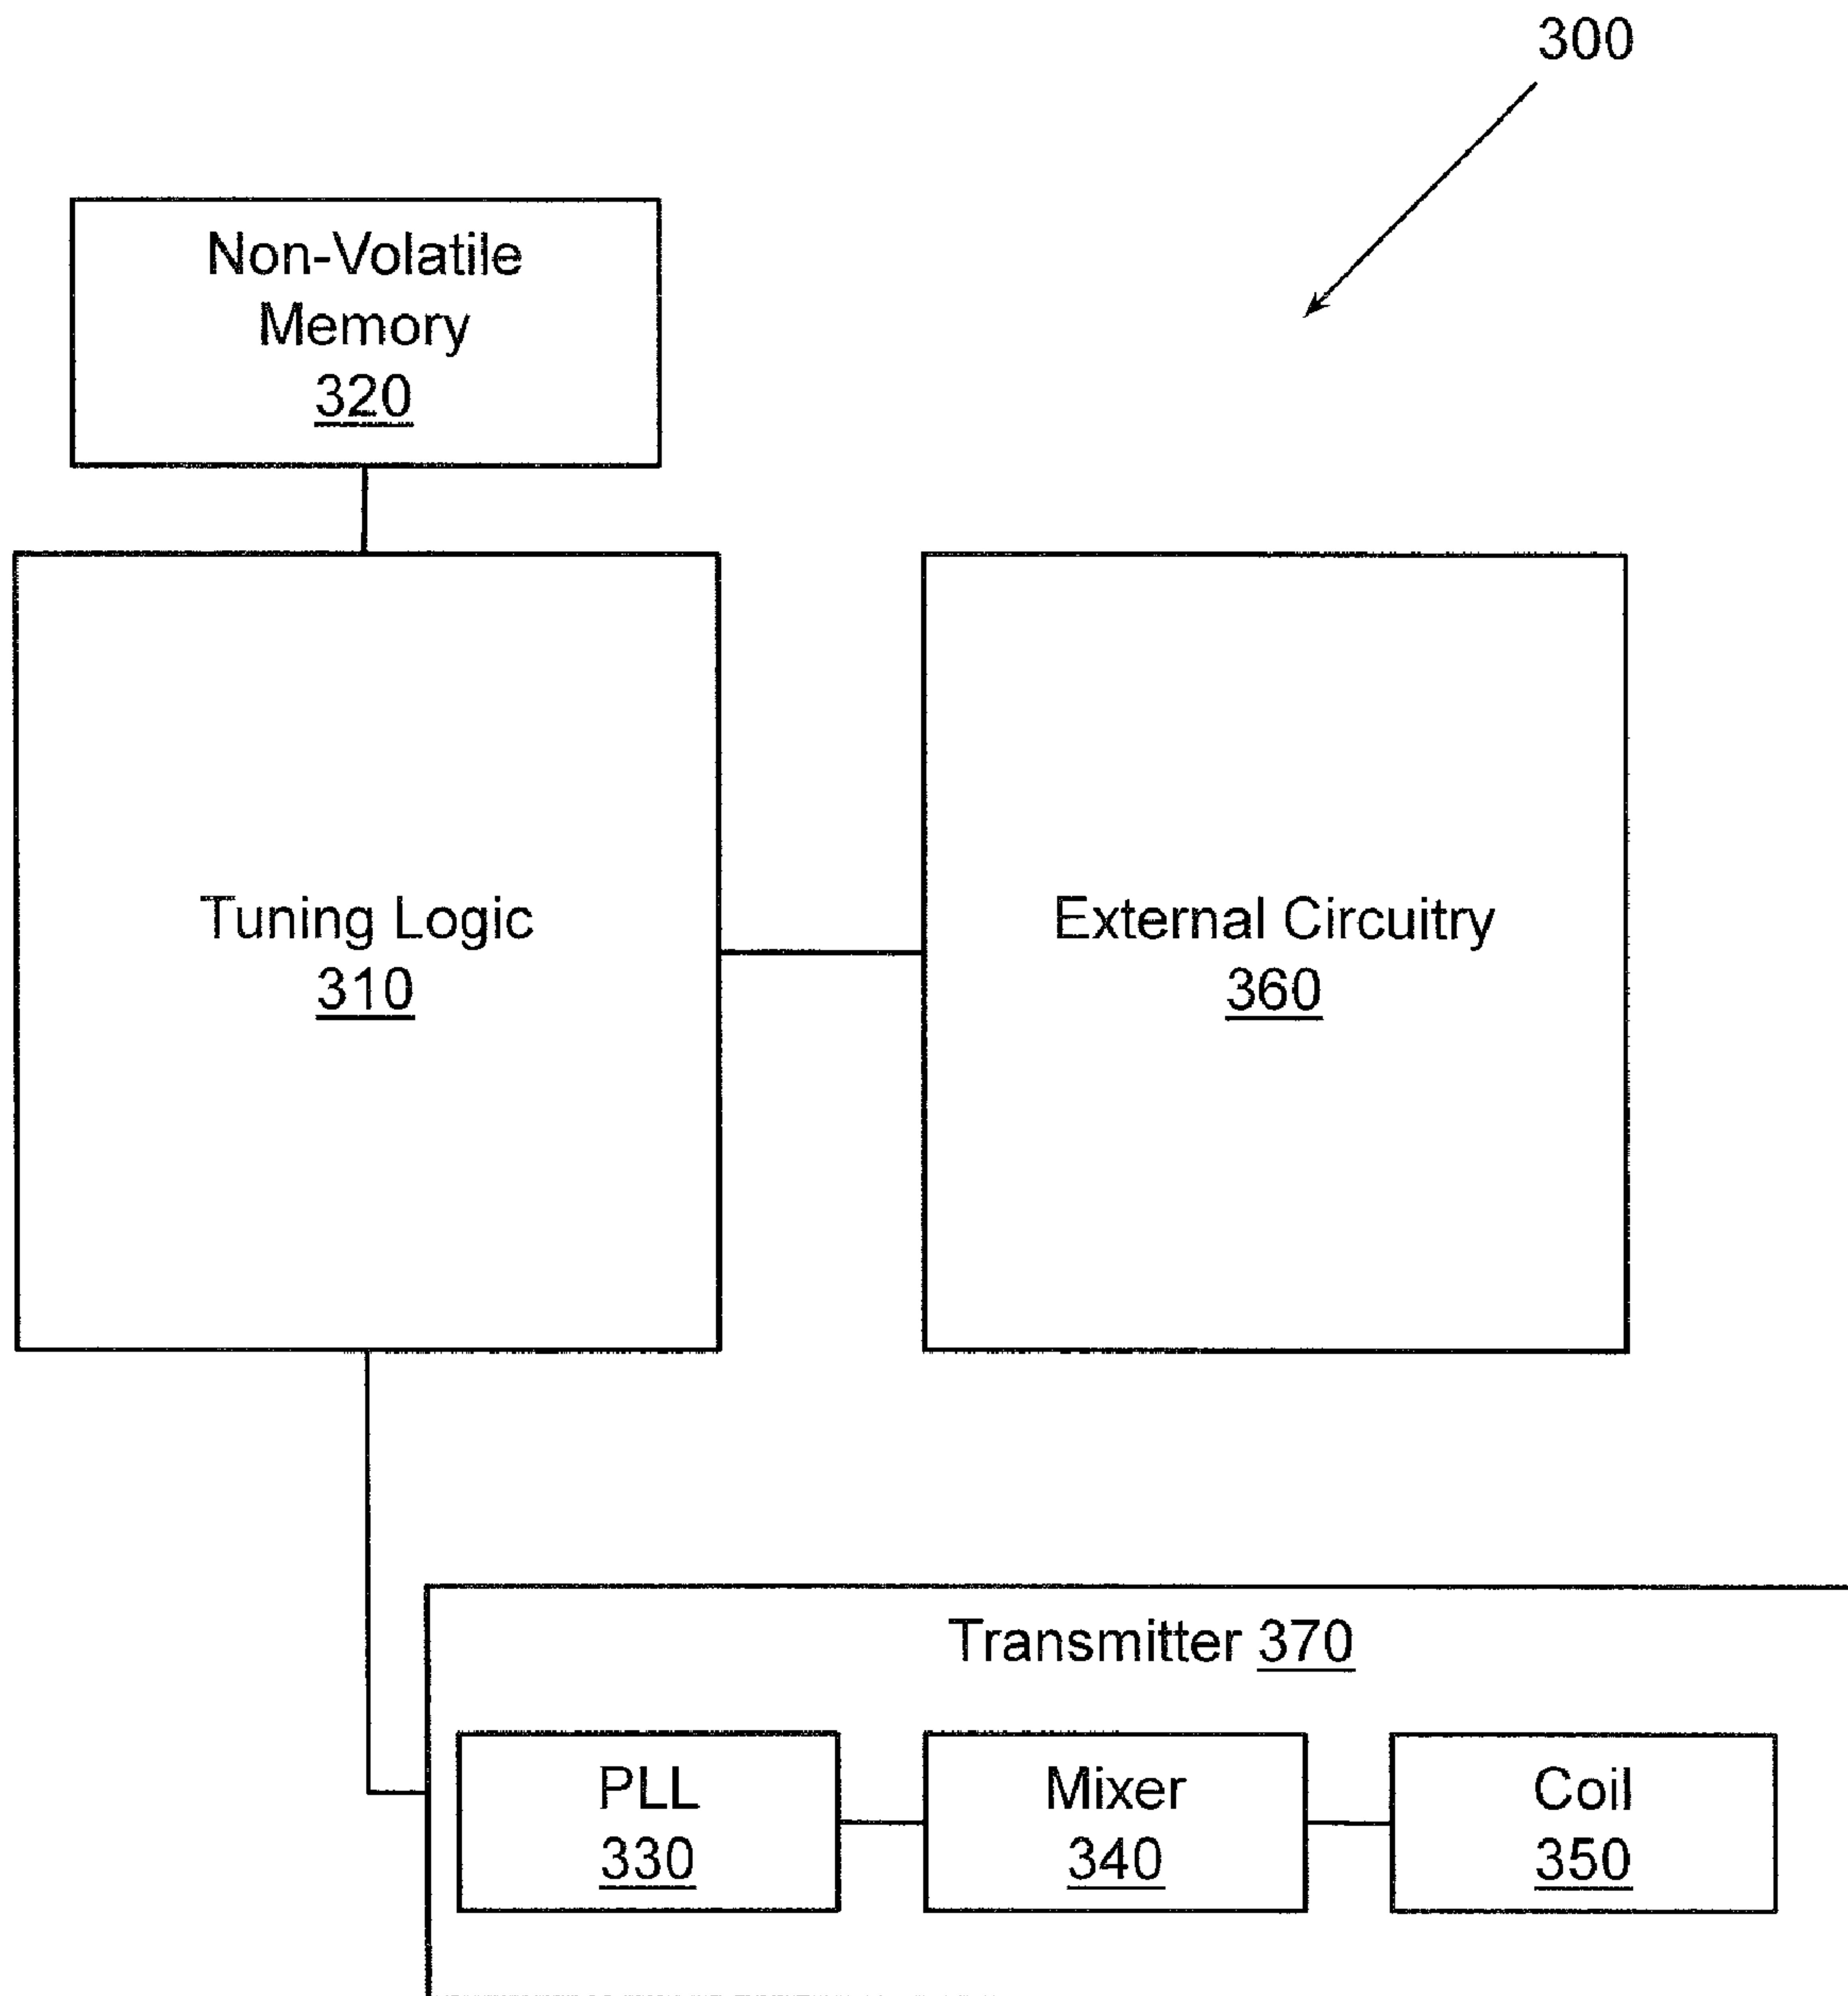 300
Non-Volatile
Memory
320
Tuning Logic
310
External Circuitry
360
Transmitter 370
PLL
330
Mixer
340
Coil
350